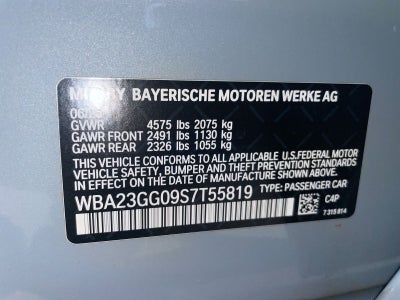 BY BAYERISCHE MOTOREN WERKE AG
GVWR 4575 lbs 2075 kg
GAWR FRONT 2491 lbs 1130 kg
GAWR REAR 2326 lbs 1055 kg
THIS VEHICLE CONFORMS TO ALL APPLICABLE U.S.FEDERAL MOTOR
VEHICLE SAFETY, BUMPER, AND THEFT PREVENTION STANDARDS IN
EFFECT ON THE DATE OF MANUFACTURE SHOWN ABOVE.
WBA23GG09S7T55819 TYPE: PASSENGER CAR
C4P
7 315 814